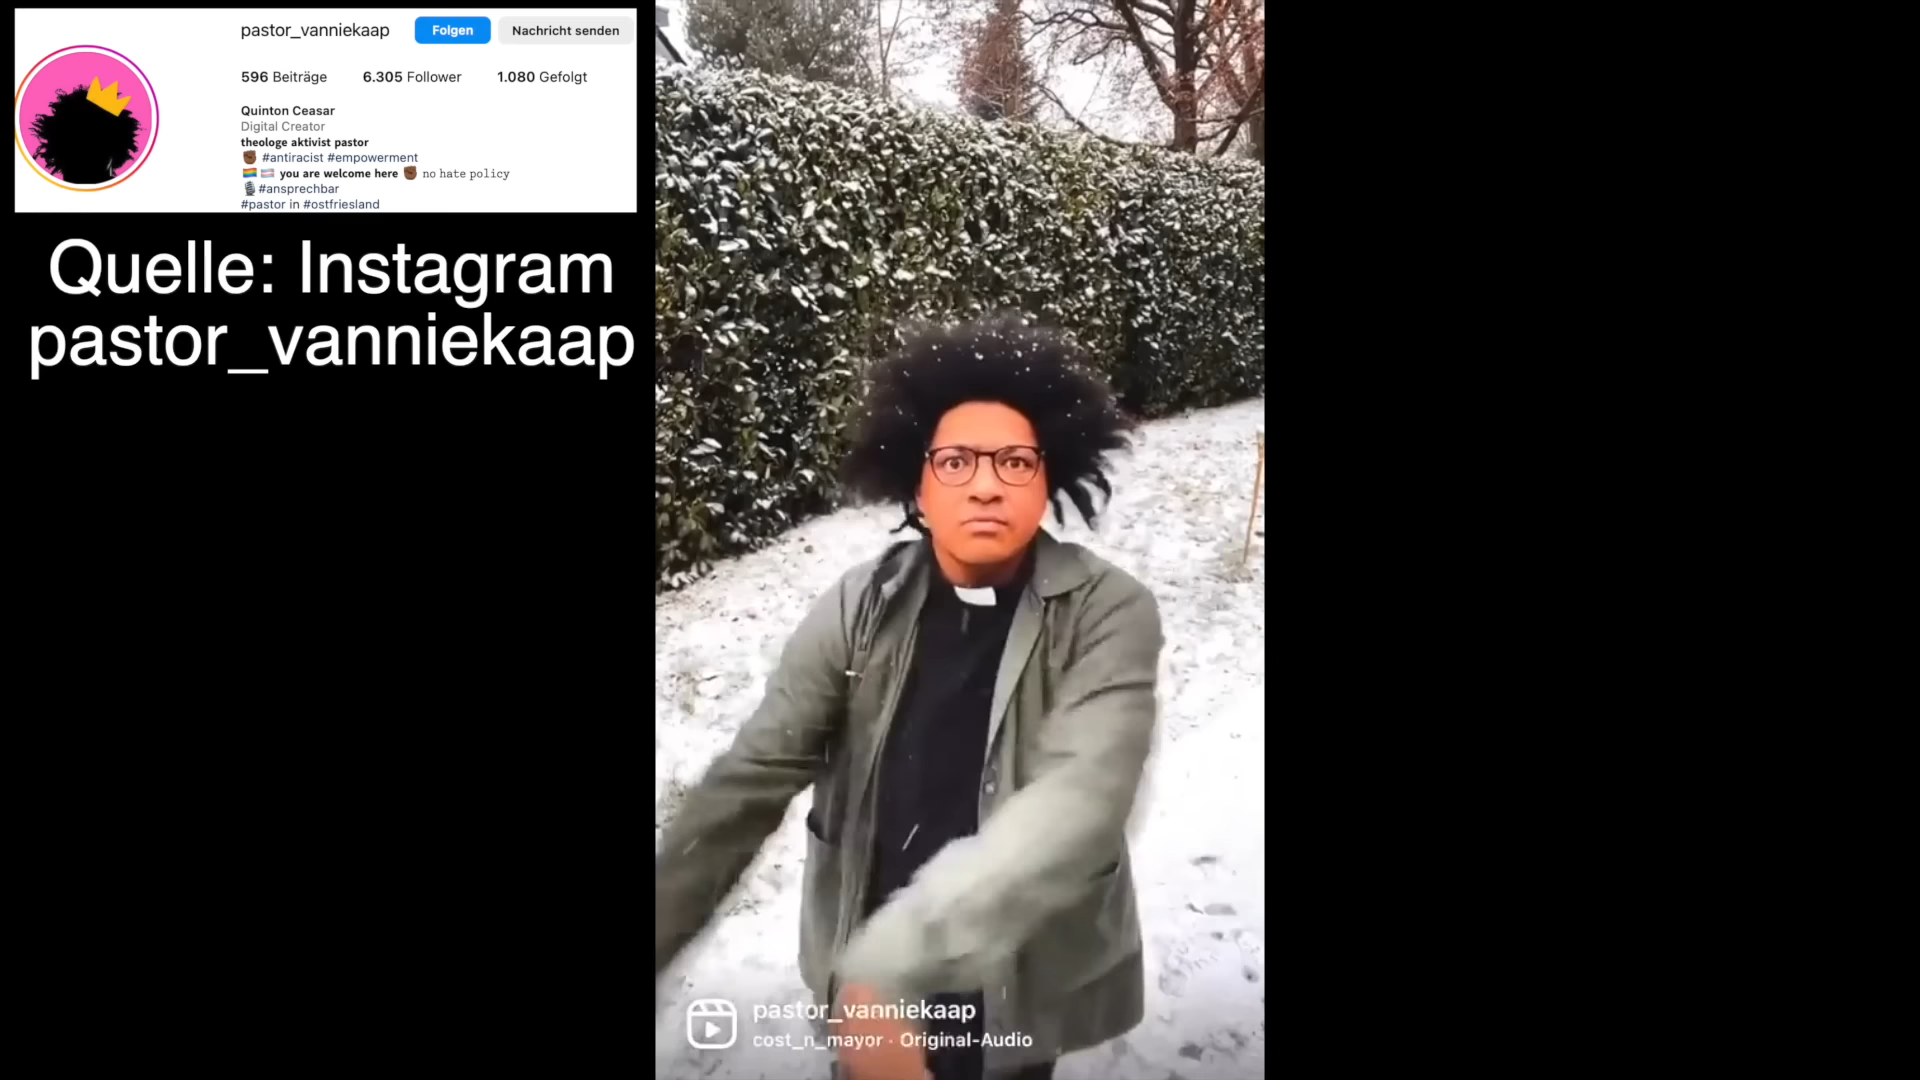 pastor_vanniekaap Folgen Nachricht senden
596 Beiträge 6.305 Follower 1.080 Gefolgt
Quinton Ceasar
Digital Creator
theologe aktivist pastor
✊🏾 #antiracist #empowerment
🏳️‍🌈 🏳️‍⚧️ you are welcome here ✊🏾 no hate policy
🎙️#ansprechbar
#pastor in #ostfriesland
Quelle: Instagram
pastor_vanniekaap
pastor_vanniekaap
cost_n_mayor · Original-Audio